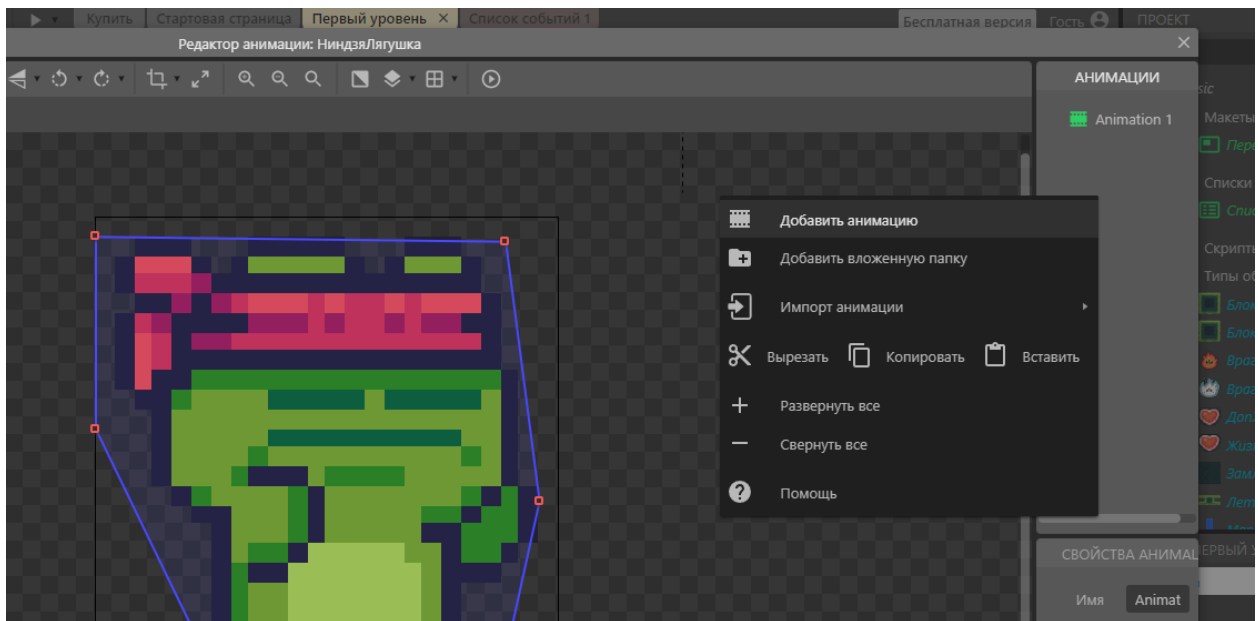 Купить
Стартовая страница
Первый уровень ×
Список событий 1
Бесплатная версия
Гость
ПРОЕКТ
Редактор анимации: НиндзяЛягушка
АНИМАЦИИ
Animation 1
Макеты
Списки
Скрипты
Типы об
Добавить анимацию
Добавить вложенную папку
Импорт анимации
Вырезать
Копировать
Вставить
Развернуть все
Свернуть все
Помощь
СВОЙСТВА АНИМАЦ
Имя
Animat